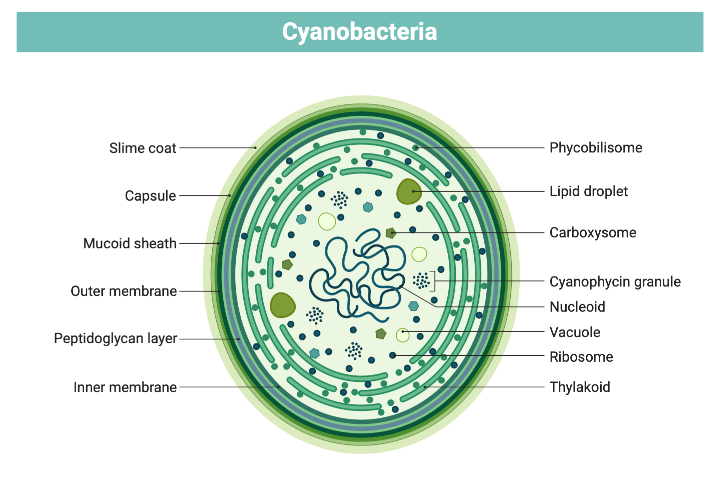 Cyanobacteria
Slime coat
Capsule
Mucoid sheath
Outer membrane
Peptidoglycan layer
Inner membrane
Phycobilisome
Lipid droplet
Carboxysome
Cyanophycin granule
Nucleoid
Vacuole
Ribosome
Thylakoid